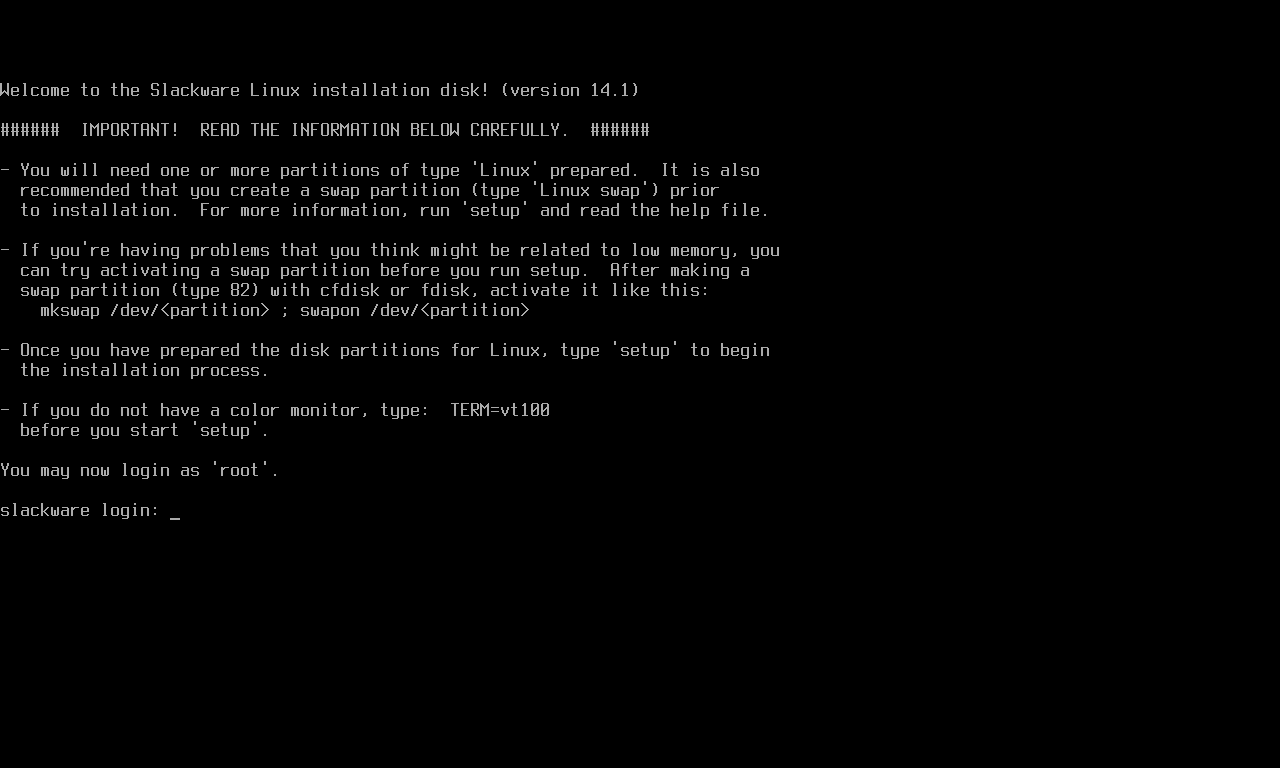 Welcome to the Slackware Linux installation disk! (version 14.1)
######  IMPORTANT!  READ THE INFORMATION BELOW CAREFULLY.  ######
- You will need one or more partitions of type 'Linux' prepared.  It is also
  recommended that you create a swap partition (type 'Linux swap') prior
  to installation.  For more information, run 'setup' and read the help file.
- If you're having problems that you think might be related to low memory, you
  can try activating a swap partition before you run setup.  After making a
  swap partition (type 82) with cfdisk or fdisk, activate it like this:
    mkswap /dev/<partition> ; swapon /dev/<partition>
- Once you have prepared the disk partitions for Linux, type 'setup' to begin
  the installation process.
- If you do not have a color monitor, type:  TERM=vt100
  before you start 'setup'.
You may now login as 'root'.
slackware login: _